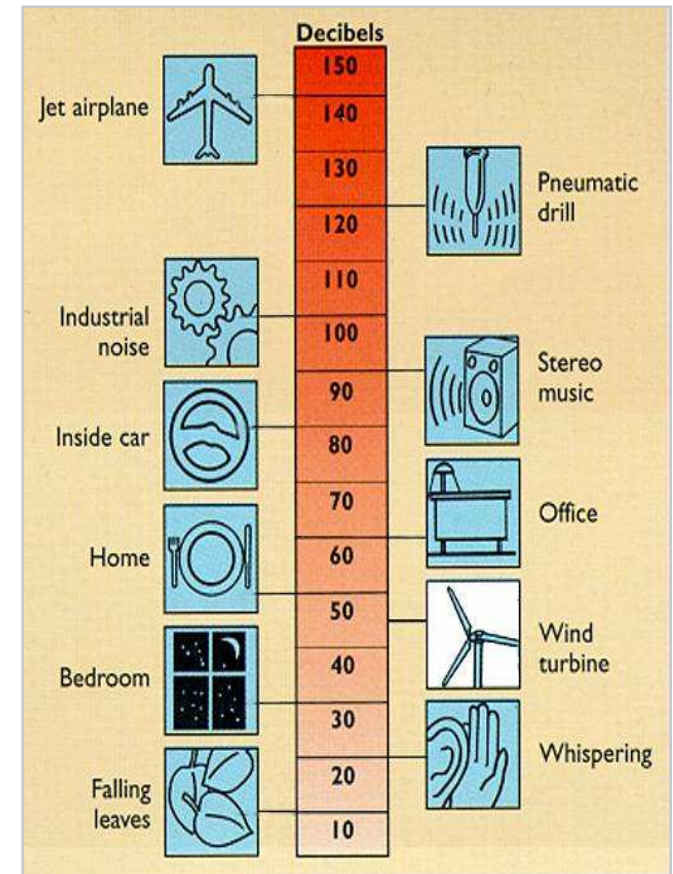 Decibels
150
140
130
120
110
100
90
80
70
60
50
40
30
20
10
Jet airplane
Industrial
noise
Inside car
Home
Bedroom
Falling
leaves
Pneumatic
drill
Stereo
music
Office
Wind
turbine
Whispering